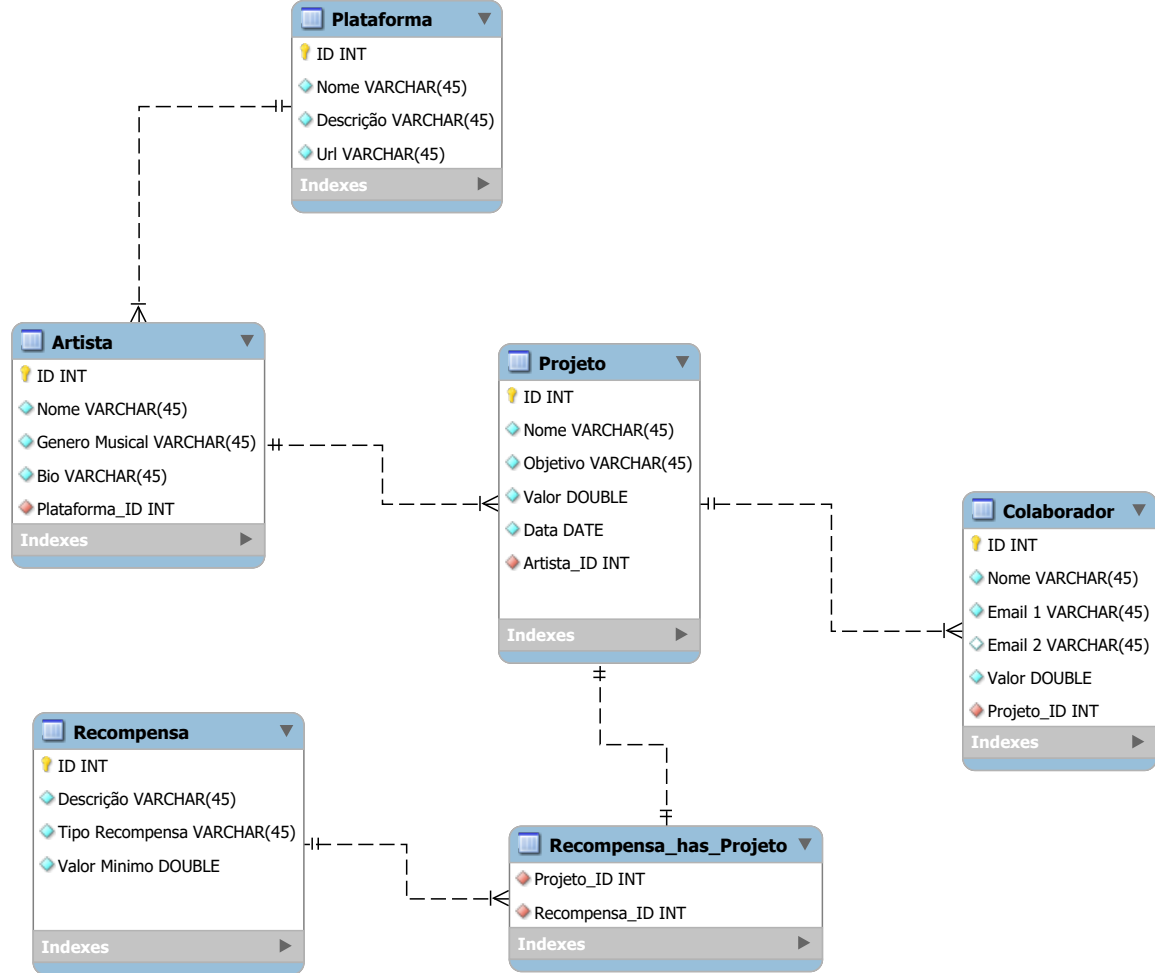 Plataforma
ID INT
Nome VARCHAR(45)
Descrição VARCHAR(45)
Url VARCHAR(45)
Indexes
Artista
ID INT
Nome VARCHAR(45)
Genero Musical VARCHAR(45)
Bio VARCHAR(45)
Plataforma_ID INT
Indexes
Projeto
ID INT
Nome VARCHAR(45)
Objetivo VARCHAR(45)
Valor DOUBLE
Data DATE
Artista_ID INT
Indexes
Colaborador
ID INT
Nome VARCHAR(45)
Email 1 VARCHAR(45)
Email 2 VARCHAR(45)
Valor DOUBLE
Projeto_ID INT
Indexes
Recompensa
ID INT
Descrição VARCHAR(45)
Tipo Recompensa VARCHAR(45)
Valor Minimo DOUBLE
Indexes
Recompensa_has_Projeto
Projeto_ID INT
Recompensa_ID INT
Indexes